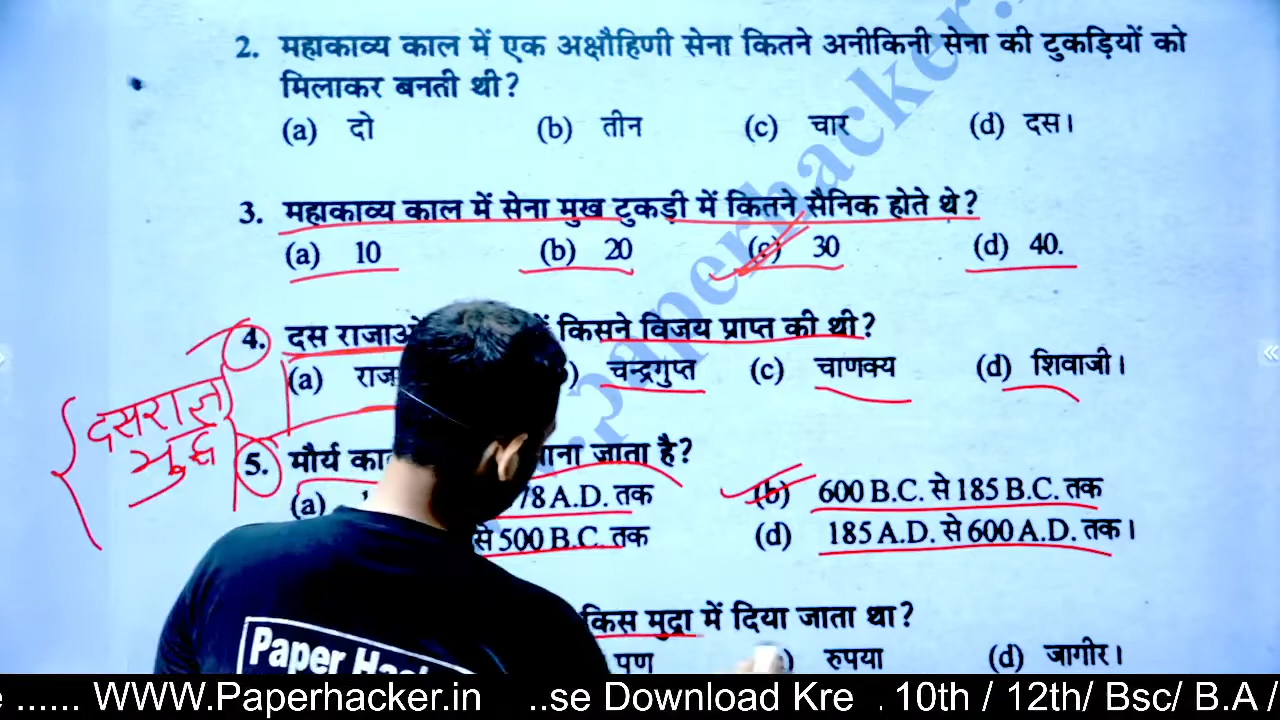 2. महाकाव्य काल में एक अक्षौहिणी सेना कितने अनीकिनी सेना की टुकड़ियों को
मिलाकर बनती थी?
(a) दो (b) तीन (c) चार (d) दस।
3. महाकाव्य काल में सेना मुख टुकड़ी में कितने सैनिक होते थे?
(a) 10 (b) 20 (c) 30 (d) 40.
4. दस किसने विजय प्राप्त की थी?
(a) चन्द्रगुप्त (c) चाणक्य (d) शिवाजी।
5. मौर्य जाता है?
(a) 78 A.D. तक (b) 600 B.C. से 185 B.C. तक
से 500 B.C. तक (d) 185 A.D. से 600 A.D. तक।
किस मुद्रा में दिया जाता था?
पण रुपया (d) जागीर।
युद्ध
Paper
...... WWW.Paperhacker.in ..se Download Kre . 10th / 12th/ Bsc/ B.A /